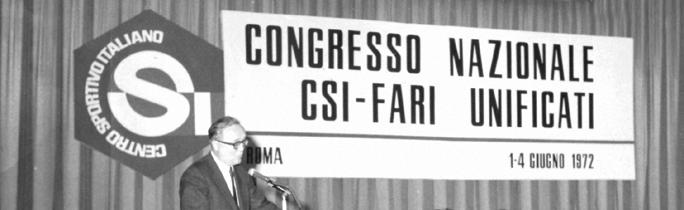 CENTRO SPORTIVO ITALIANO
CSI
CONGRESSO NAZIONALE
CSI-FARI UNIFICATI
ROMA
1-4 GIUGNO 1972